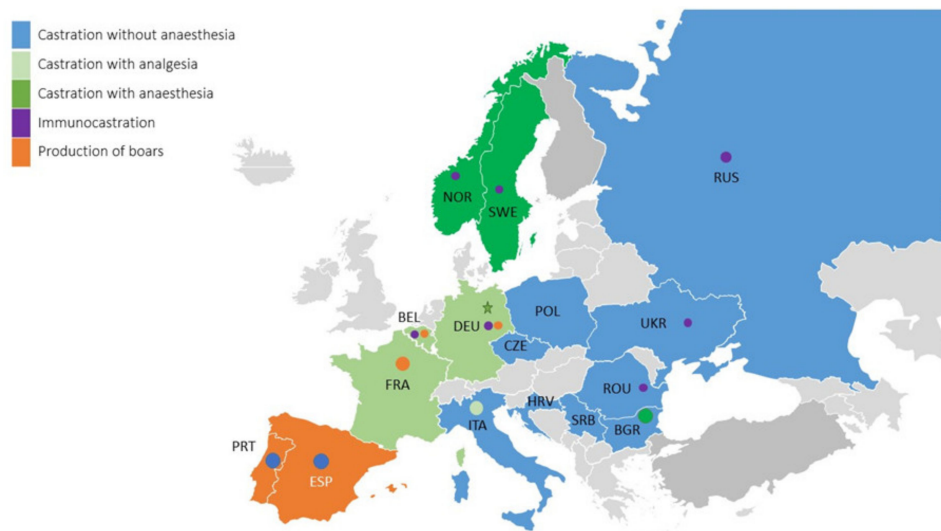 Castration without anaesthesia
Castration with analgesia
Castration with anaesthesia
Immunocastration
Production of boars
RUS
NOR
SWE
POL
BEL
DEU
UKR
CZE
FRA
ROU
HRV
ITA
SRB
BGR
PRT
ESP